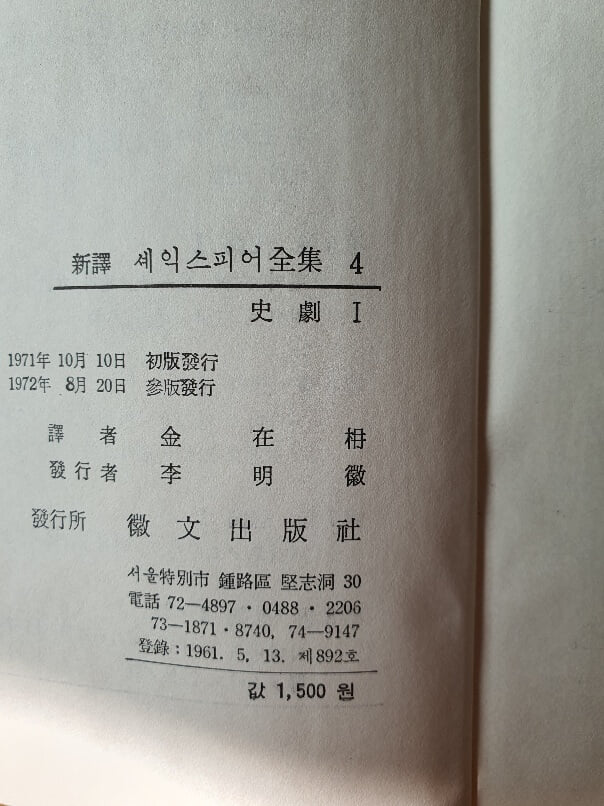 新譯 셰익스피어全集 4
史劇 I
1971年 10月 10日 初版發行
1972年 8月 20日 參版發行
譯者 金在枏
發行者 李明徽
發行所 徽文出版社
서울特別市 鍾路區 堅志洞 30
電話 72—4897 · 0488 · 2206
73—1871 · 8740, 74—9147
登錄 : 1961. 5, 13. 제892호
값 1,500 원